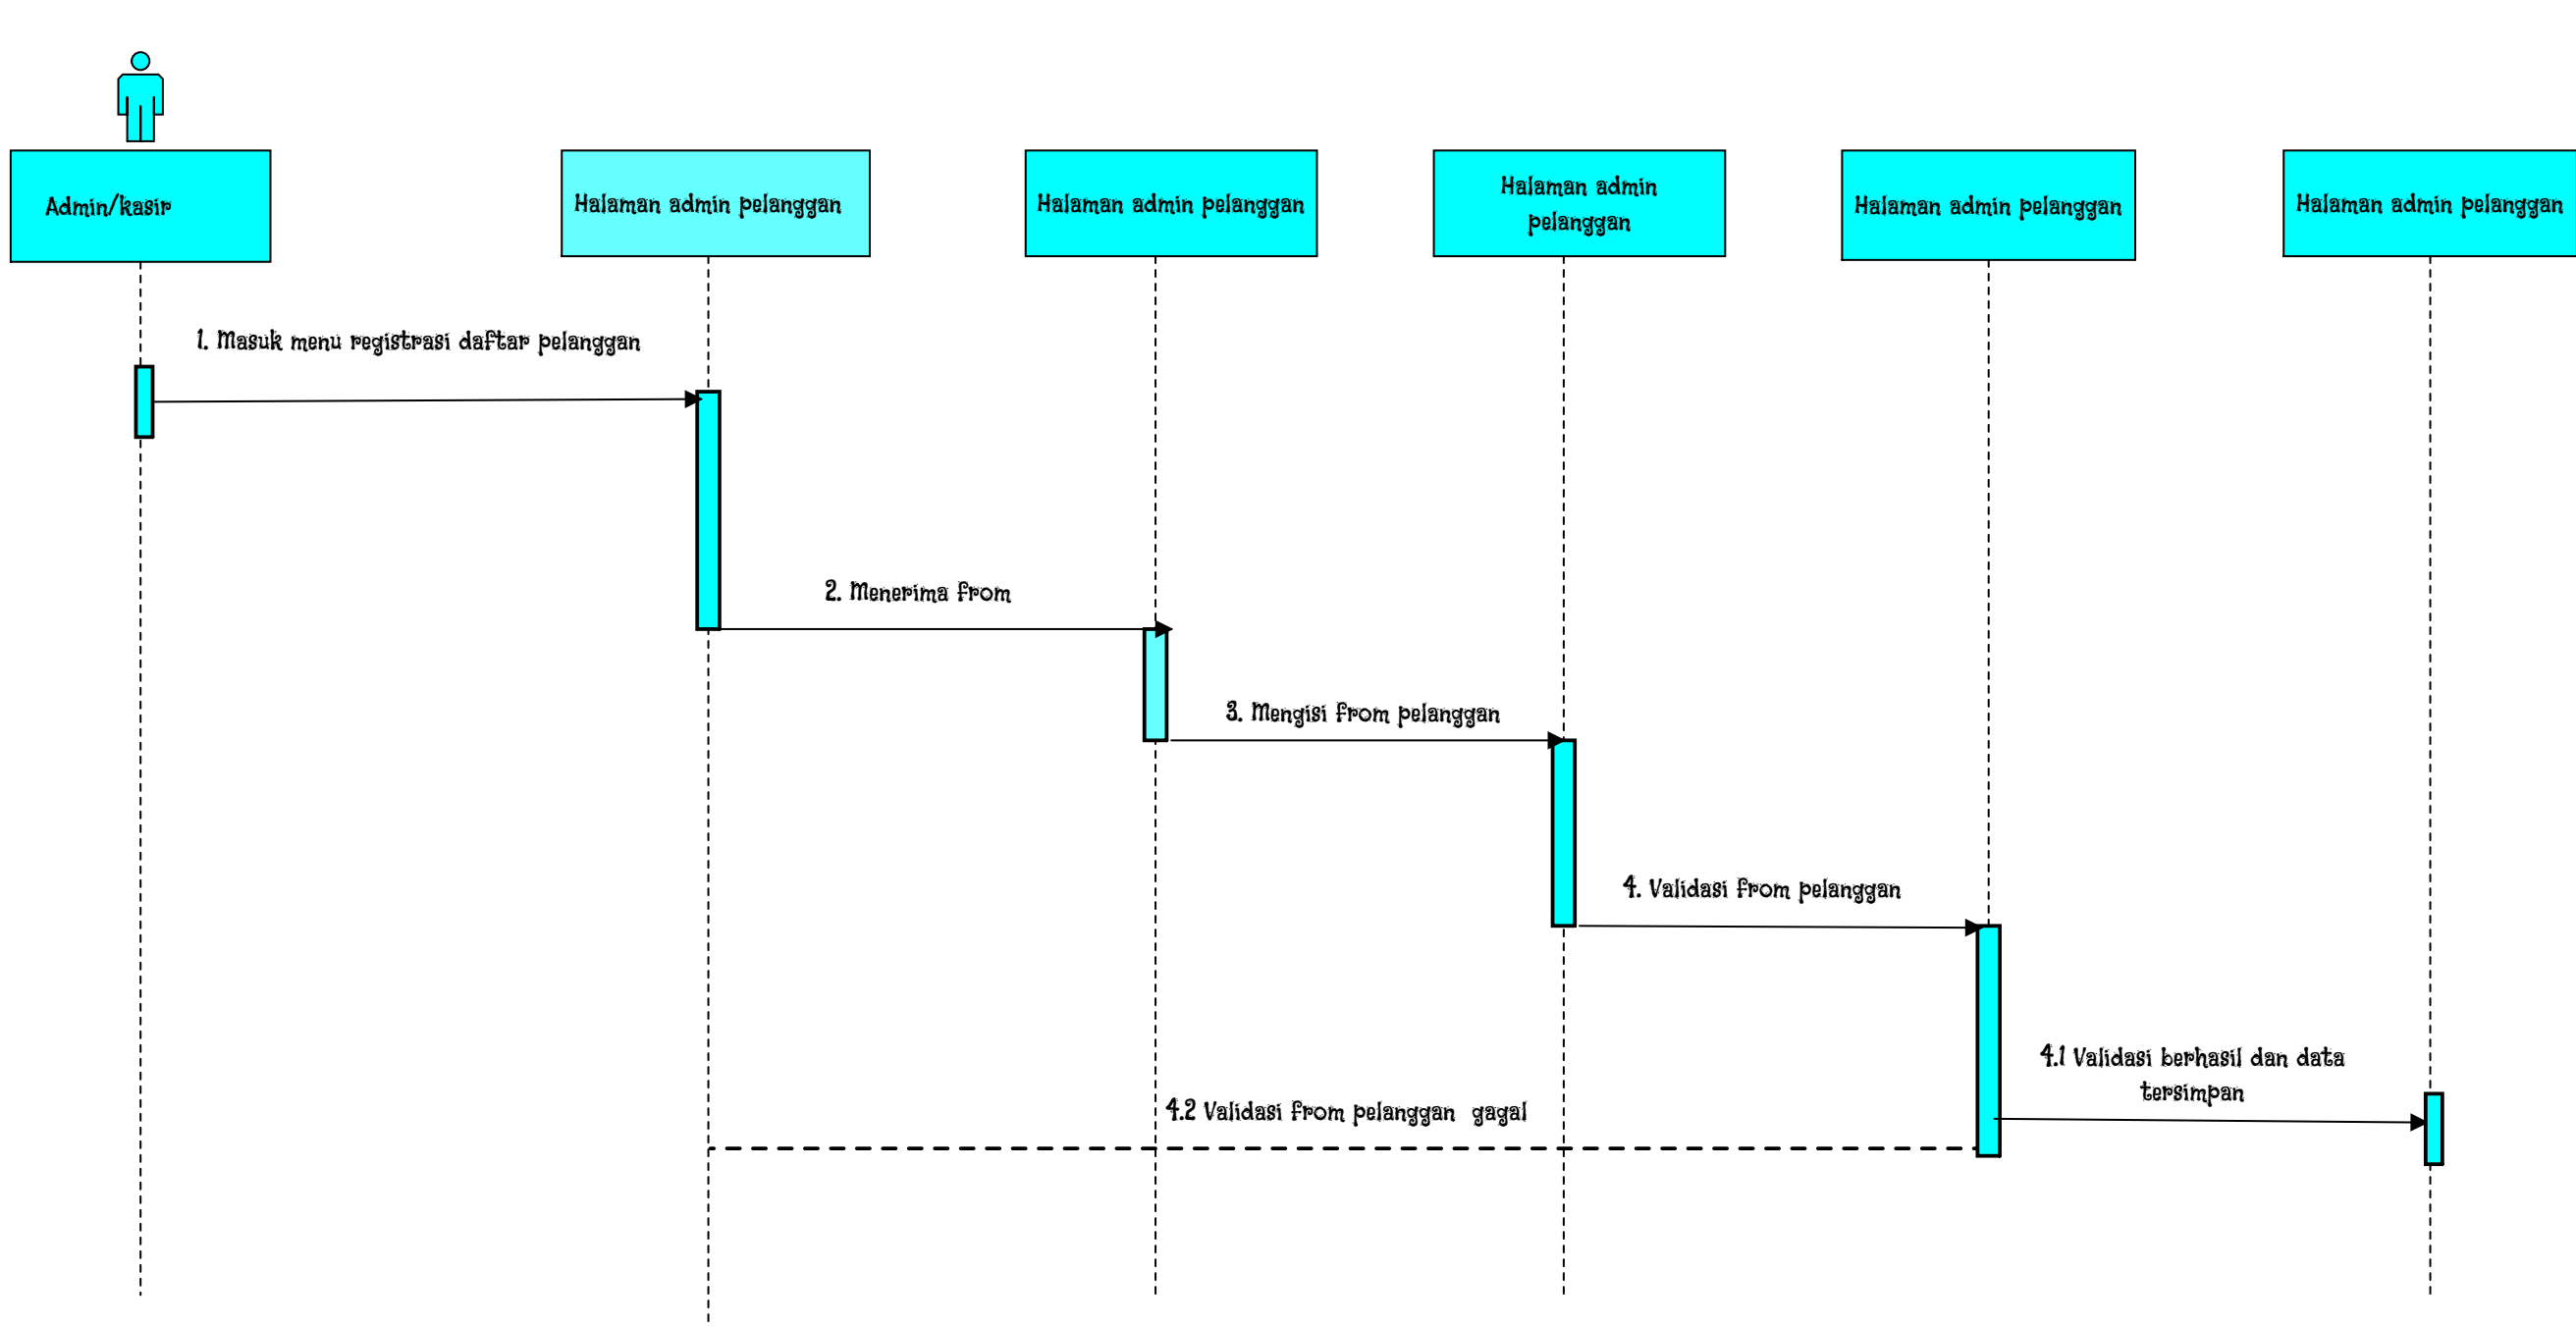 Admin/kasir
Halaman admin pelanggan
Halaman admin pelanggan
Halaman admin
pelanggan
Halaman admin pelanggan
Halaman admin pelanggan
1. Masuk menu registrasi daftar pelanggan
2. Menerima from
3. Mengisi from pelanggan
4. Validasi from pelanggan
4.1 Validasi berhasil dan data
tersimpan
4.2 Validasi from pelanggan gagal